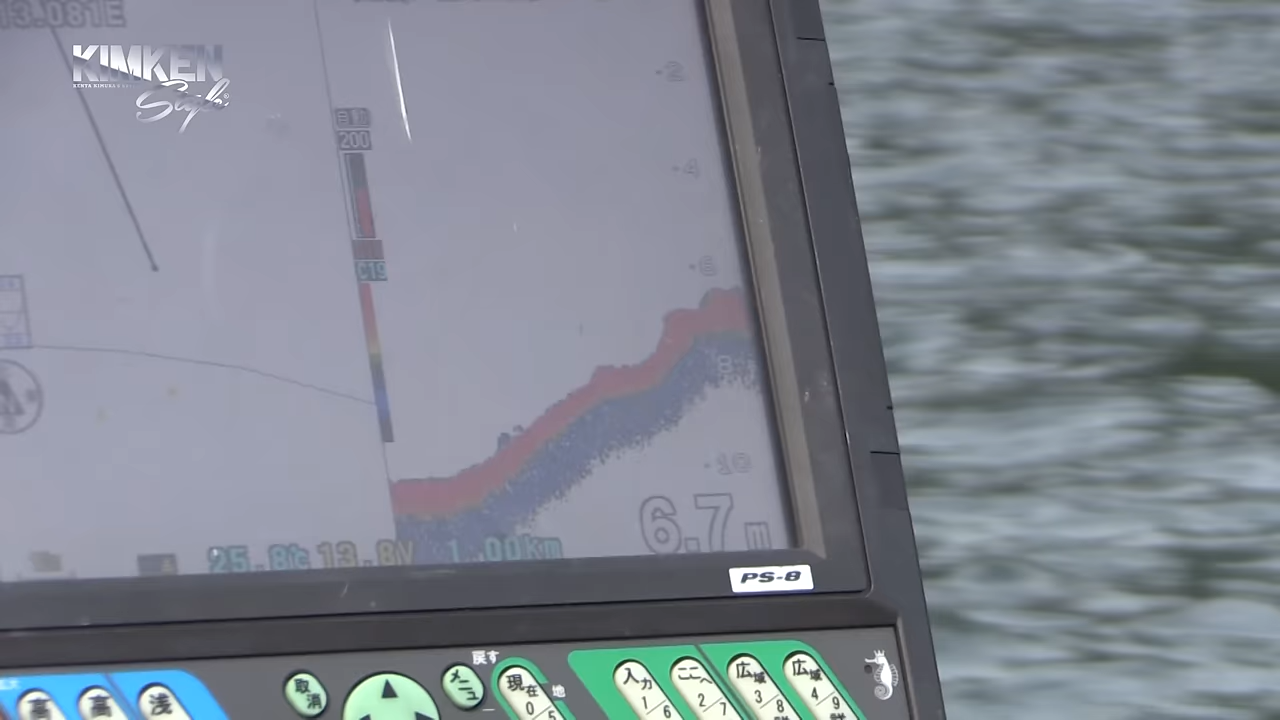 13.081E
KIMKEN
Style
自動
200
C19
2
4
6
8
10
6.7m
25.8℃ 13.8V 1.00km
PS-8
戻す
取消
メニュー
現在
0
5
地
入力
1
6
ここへ
2
7
広域
3
8
広域
4
9
高
高
浅